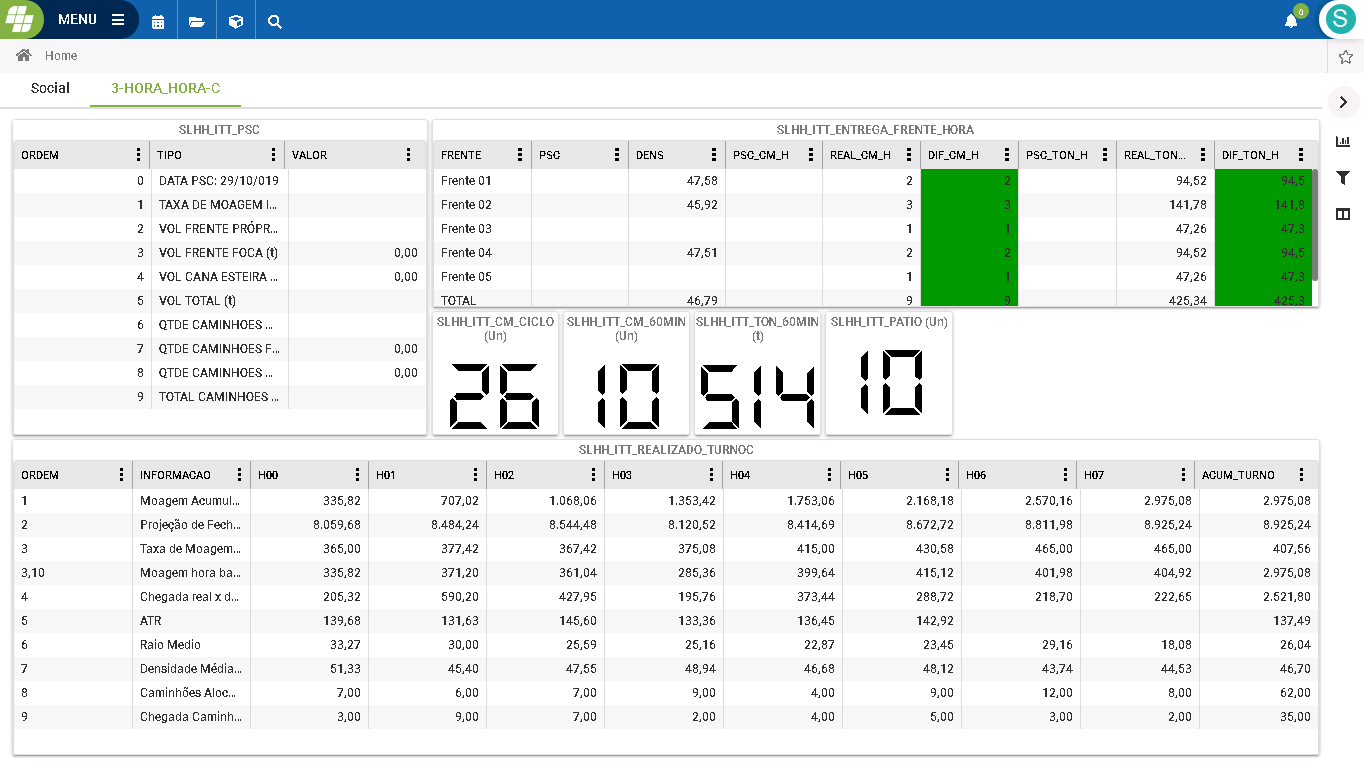 MENU
0
S
Home
Social 3-HORA_HORA-C
SLHH_ITT_PSC
ORDEM TIPO VALOR
0 DATA PSC: 29/10/019
1 TAXA DE MOAGEM I...
2 VOL FRENTE PRÓPR...
3 VOL FRENTE FOCA (t) 0,00
4 VOL CANA ESTEIRA ... 0,00
5 VOL TOTAL (t)
6 QTDE CAMINHOES ...
7 QTDE CAMINHOES F... 0,00
8 QTDE CAMINHOES ... 0,00
9 TOTAL CAMINHOES ...
SLHH_ITT_ENTREGA_FRENTE_HORA
FRENTE PSC DENS PSC_CM_H REAL_CM_H DIF_CM_H PSC_TON_H REAL_TON... DIF_TON_H
Frente 01 47,58 2 2 94,52 94,5
Frente 02 45,92 3 3 141,78 141,8
Frente 03 1 1 47,26 47,3
Frente 04 47,51 2 2 94,52 94,5
Frente 05 1 1 47,26 47,3
TOTAL 46,79 9 9 425,34 425,3
SLHH_ITT_CM_CICLO
(Un)
26
SLHH_ITT_CM_60MIN
(Un)
10
SLHH_ITT_TON_60MIN
(t)
514
SLHH_ITT_PATIO (Un)
10
SLHH_ITT_REALIZADO_TURNOC
ORDEM INFORMACAO H00 H01 H02 H03 H04 H05 H06 H07 ACUM_TURNO
1 Moagem Acumul... 335,82 707,02 1.068,06 1.353,42 1.753,06 2.168,18 2.570,16 2.975,08 2.975,08
2 Projeção de Fech... 8.059,68 8.484,24 8.544,48 8.120,52 8.414,69 8.672,72 8.811,98 8.925,24 8.925,24
3 Taxa de Moagem... 365,00 377,42 367,42 375,08 415,00 430,58 465,00 465,00 407,56
3,10 Moagem hora ba... 335,82 371,20 361,04 285,36 399,64 415,12 401,98 404,92 2.975,08
4 Chegada real x d... 205,32 590,20 427,95 195,76 373,44 288,72 218,70 222,65 2.521,80
5 ATR 139,68 131,63 145,60 133,36 136,45 142,92 137,49
6 Raio Medio 33,27 30,00 25,59 25,16 22,87 23,45 29,16 18,08 26,04
7 Densidade Média... 51,33 45,40 47,55 48,94 46,68 48,12 43,74 44,53 46,70
8 Caminhões Aloc... 7,00 6,00 7,00 9,00 4,00 9,00 12,00 8,00 62,00
9 Chegada Caminh... 3,00 9,00 7,00 2,00 4,00 5,00 3,00 2,00 35,00